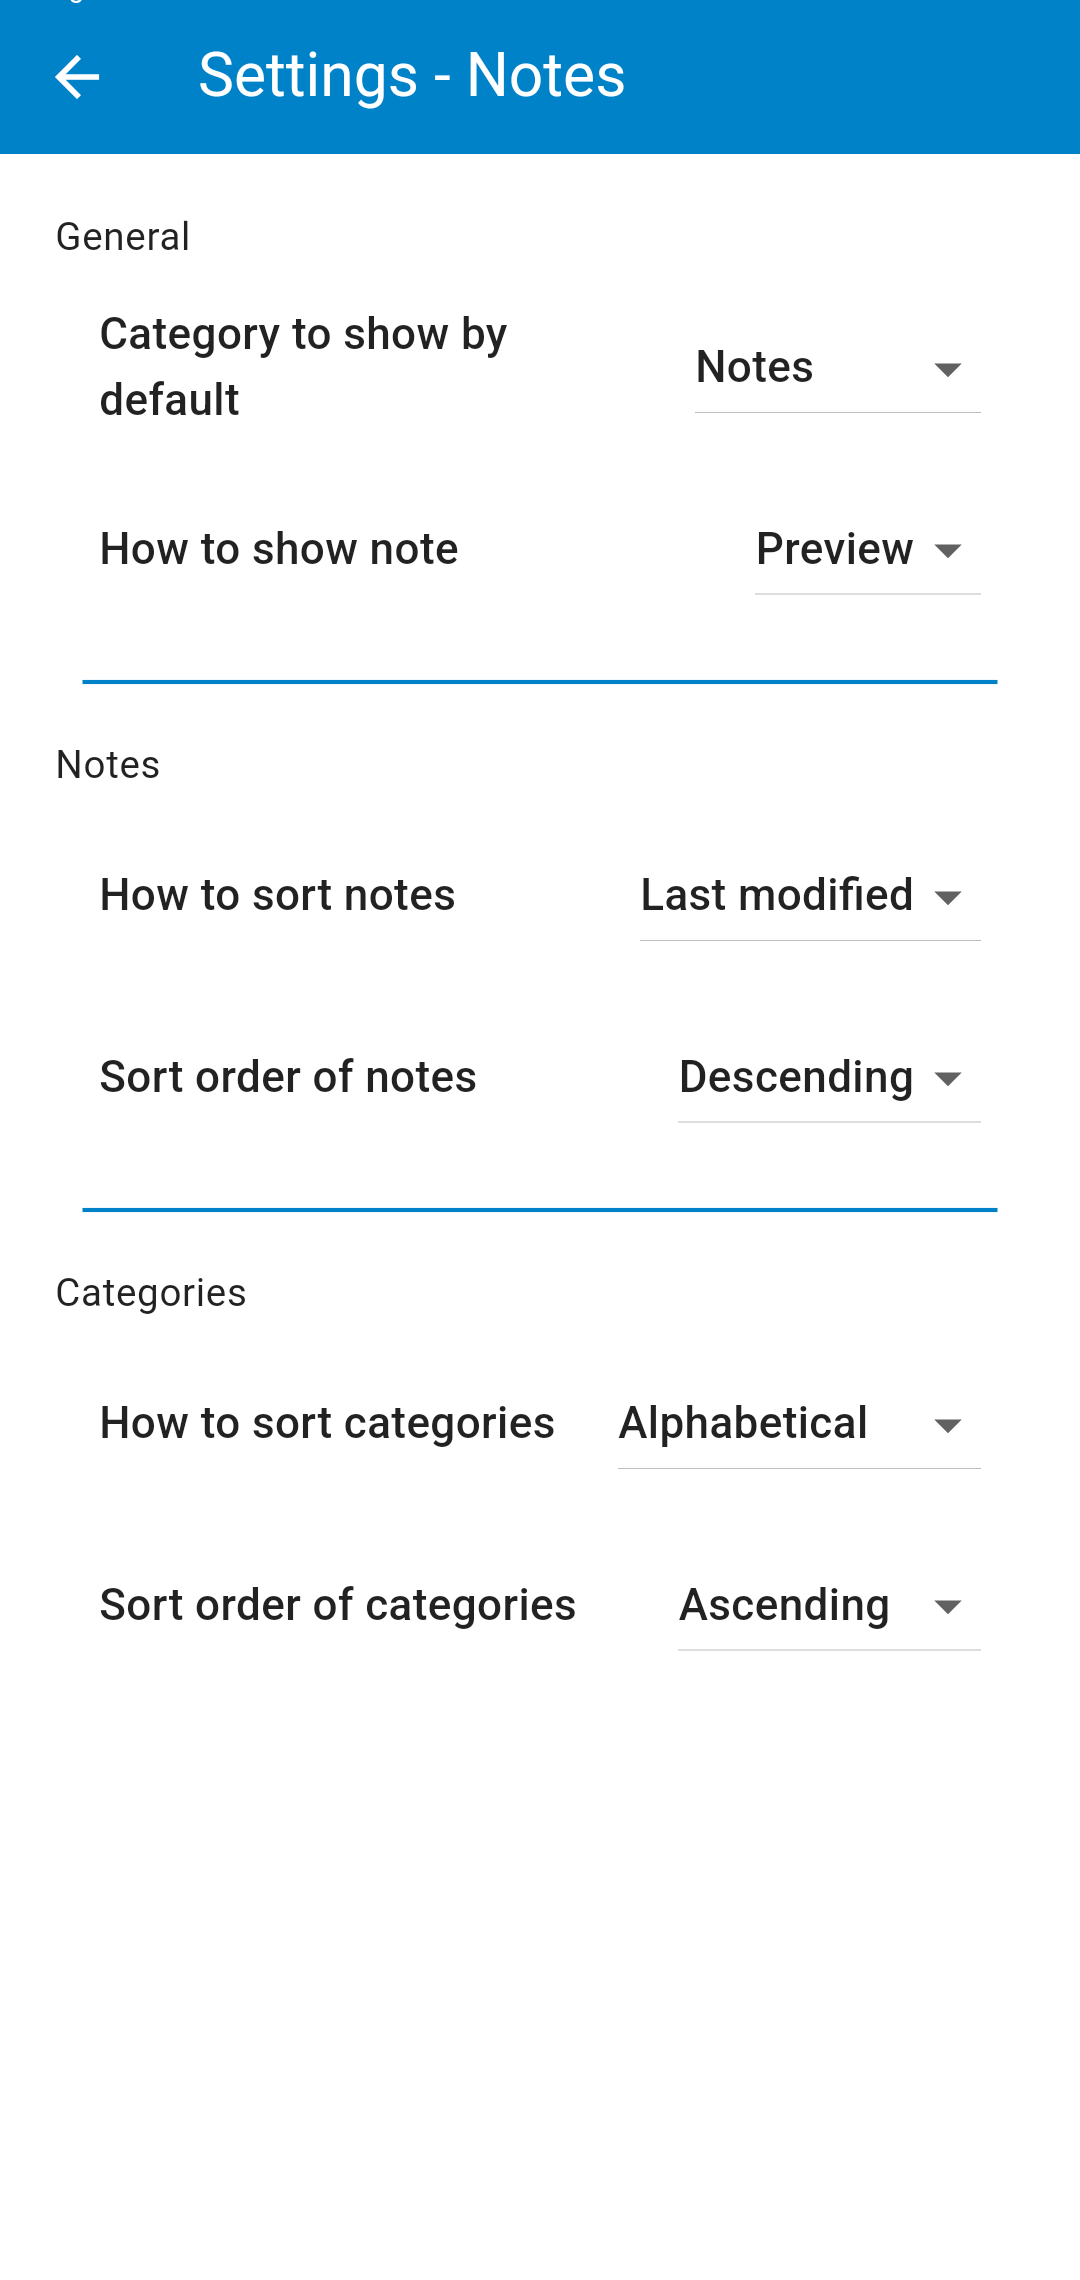 Settings - Notes
General
Category to show by
default
Notes
How to show note
Preview
Notes
How to sort notes
Last modified
Sort order of notes
Descending
Categories
How to sort categories
Alphabetical
Sort order of categories
Ascending